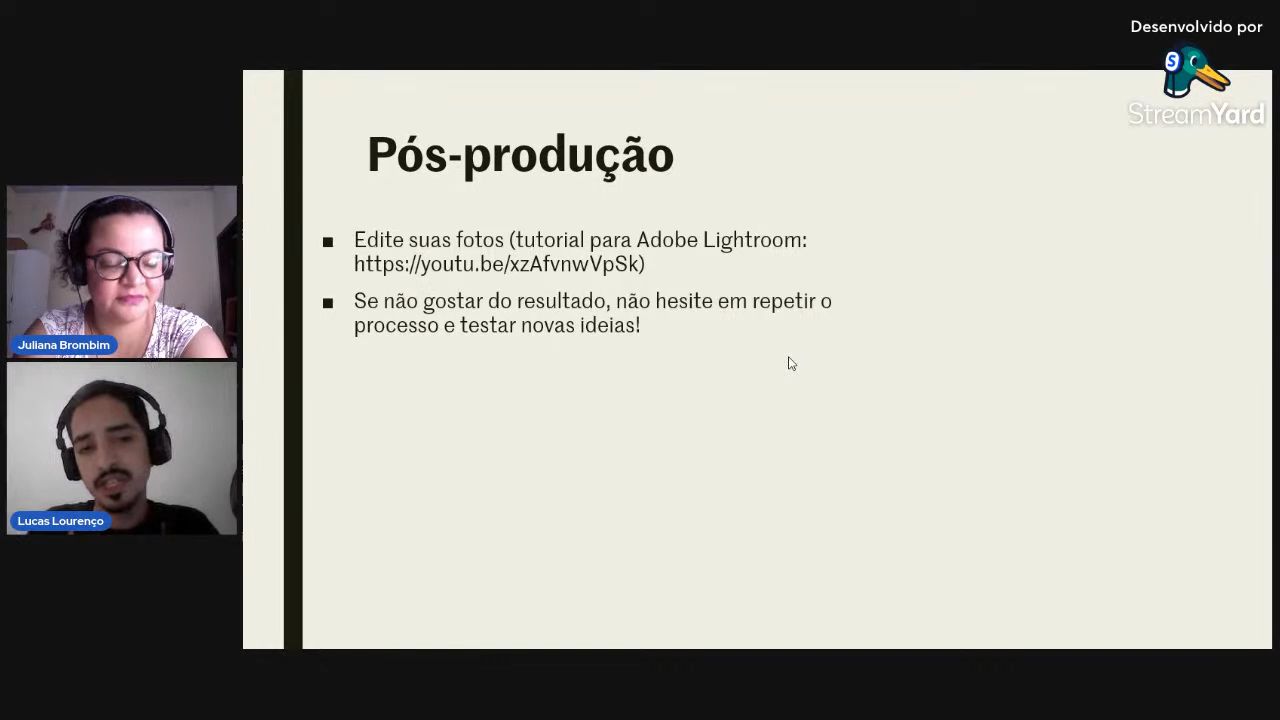 Desenvolvido por
StreamYard
Pós-produção
■ Edite suas fotos (tutorial para Adobe Lightroom:
https://youtu.be/xzAfvnwVpSk)
■ Se não gostar do resultado, não hesite em repetir o
processo e testar novas ideias!
Juliana Brombim
Lucas Lourenço